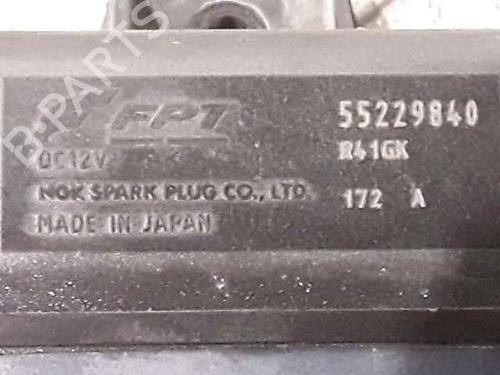 FPT 55229840
DC12V R41GK
NGK SPARK PLUG CO., LTD. 172 A
MADE IN JAPAN
B-PARTS